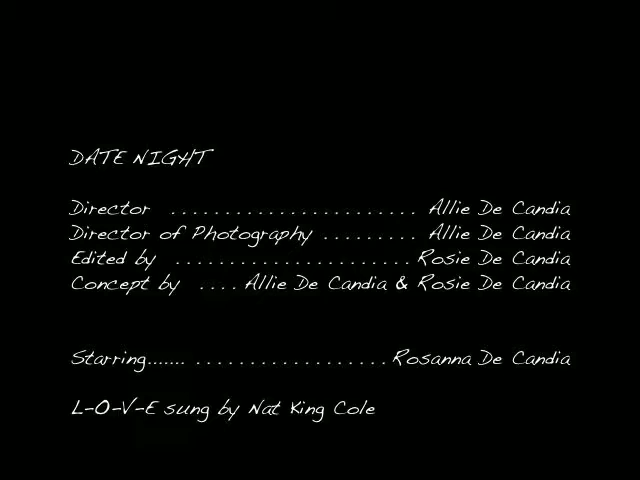 DATE NIGHT
Director ....................... Allie De Candia
Director of Photography ......... Allie De Candia
Edited by ...................... Rosie De Candia
Concept by .... Allie De Candia & Rosie De Candia
Starring....... .................. Rosanna De Candia
L-O-V-E sung by Nat King Cole